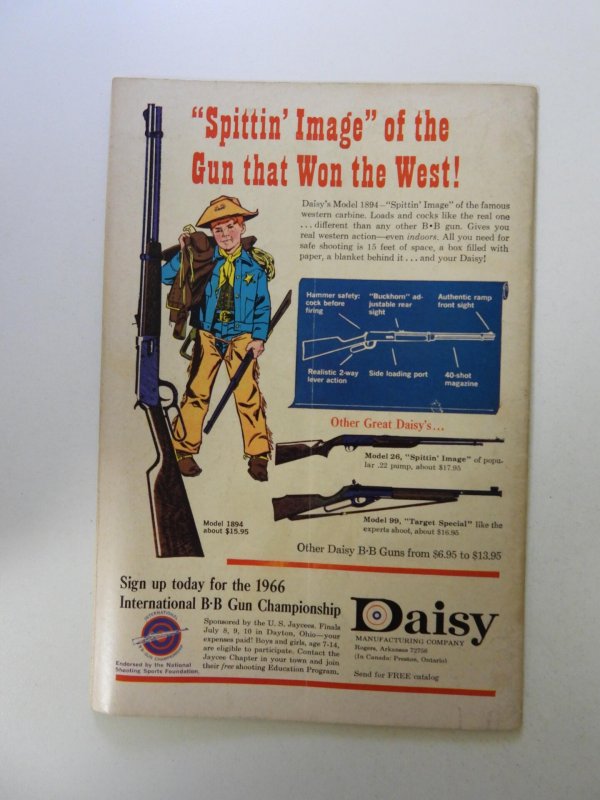 “Spittin’ Image” of the
Gun that Won the West!
Daisy's Model 1894—"Spittin' Image" of the famous
western carbine. Loads and cocks like the real one
. . . different than any other B•B gun. Gives you
real western action—even indoors. All you need for
safe shooting is 15 feet of space, a box filled with
paper, a blanket behind it . . . and your Daisy!
Hammer safety:
cock before
firing
"Buckhorn" ad-
justable rear
sight
Authentic ramp
front sight
Realistic 2-way
lever action
Side loading port
40-shot
magazine
Other Great Daisy's...
Model 26, "Spittin' Image" of popu-
lar .22 pump, about $17.95
Model 99, "Target Special" like the
experts shoot, about $16.95
Model 1894
about $15.95
Other Daisy B•B Guns from $6.95 to $13.95
Sign up today for the 1966
International B•B Gun Championship
Sponsored by the U. S. Jaycees. Finals
July 8, 9, 10 in Dayton, Ohio—your
expenses paid! Boys and girls, age 7-14,
are eligible to participate. Contact the
Jaycee Chapter in your town and join
their free shooting Education Program.
INTERNATIONAL
Endorsed by the National
Shooting Sports Foundation.
Daisy
MANUFACTURING COMPANY
Rogers, Arkansas 72756
(In Canada: Preston, Ontario)
Send for FREE catalog